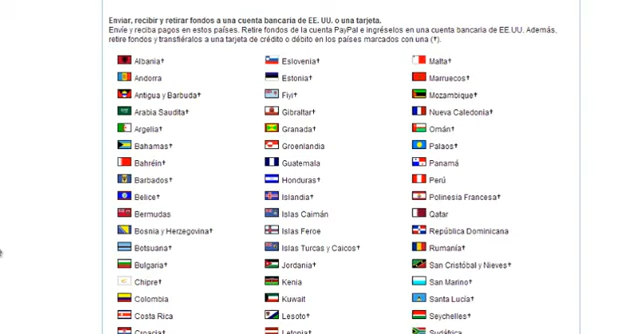 Enviar, recibir y retirar fondos a una cuenta bancaria de EE. UU. o una tarjeta.
Envíe y reciba pagos en estos países. Retire fondos de la cuenta PayPal e ingréselos en una cuenta bancaria de EE.UU. Además,
retire fondos y transfiéralos a una tarjeta de crédito o débito en los países marcados con una (†).
Albania† Eslovenia† Malta†
Andorra Estonia† Marruecos†
Antigua y Barbuda† Fiyi† Mozambique†
Arabia Saudita† Gibraltar† Nueva Caledonia†
Argelia† Granada† Omán†
Bahamas† Groenlandia Palaos†
Bahréin† Guatemala Panamá
Barbados† Honduras† Perú
Belice† Islandia† Polinesia Francesa†
Bermudas Islas Caimán Qatar
Bosnia y Herzegovina† Islas Feroe República Dominicana
Botsuana† Islas Turcas y Caicos† Rumanía†
Bulgaria† Jordania† San Cristóbal y Nieves†
Chipre† Kenia San Marino†
Colombia Kuwait Santa Lucía†
Costa Rica Lesoto† Seychelles†
Croacia† Letonia† Sudáfrica